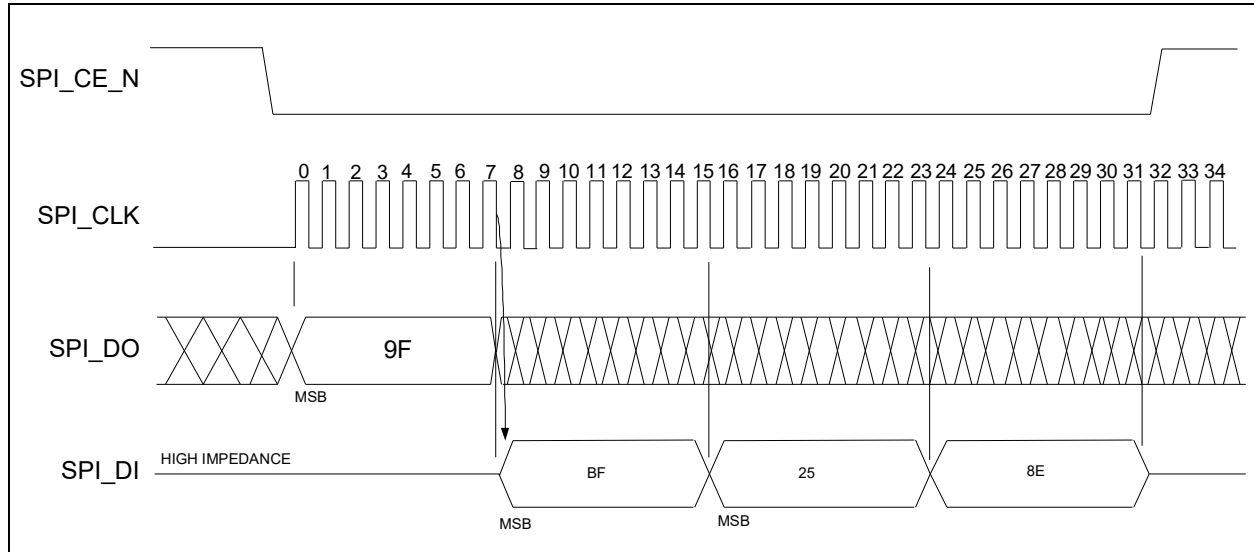 SPI_CE_N
0 1 2 3 4 5 6 7 8 9 10 11 12 13 14 15 16 17 18 19 20 21 22 23 24 25 26 27 28 29 30 31 32 33 34
SPI_CLK
SPI_DO
9F
MSB
HIGH IMPEDANCE
SPI_DI
BF
25
8E
MSB
MSB